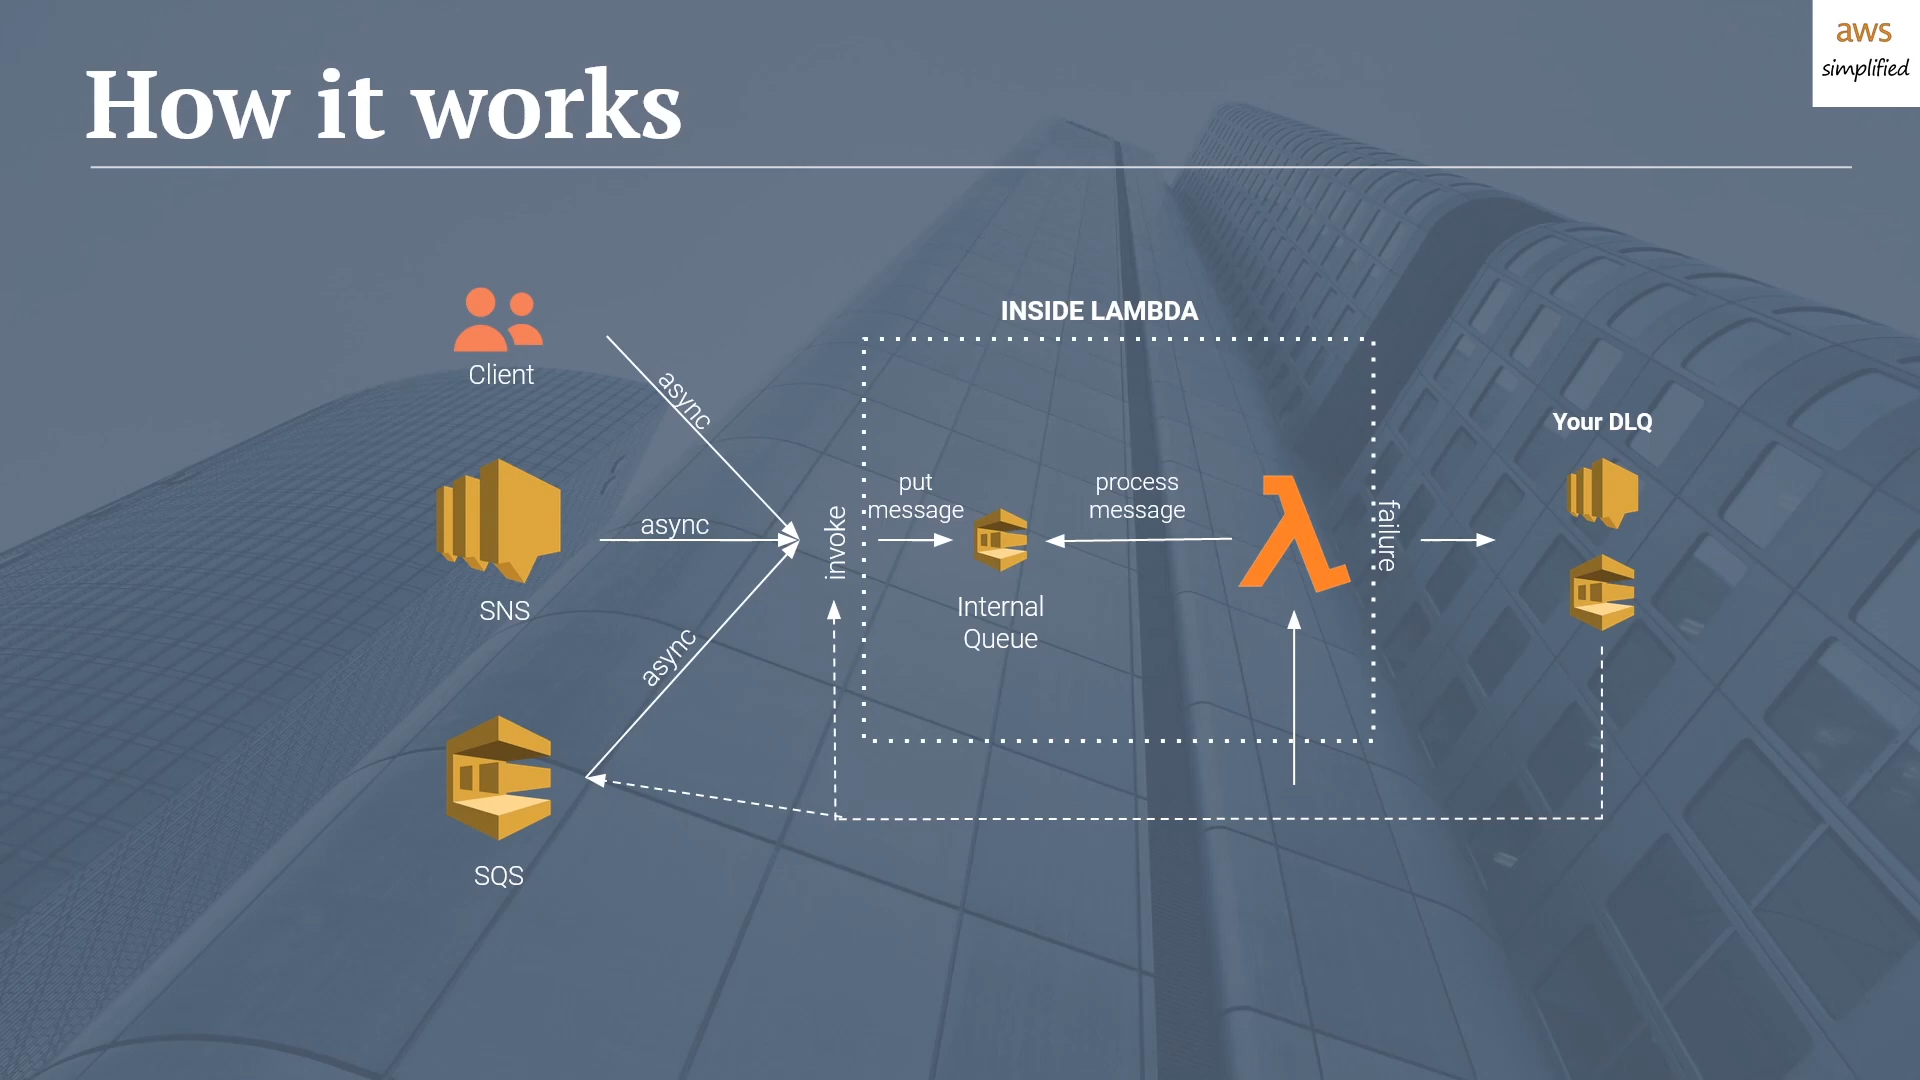 aws
simplified
How it works
Client
async
SNS
async
SQS
async
invoke
INSIDE LAMBDA
put
message
Internal
Queue
process
message
failure
Your DLQ